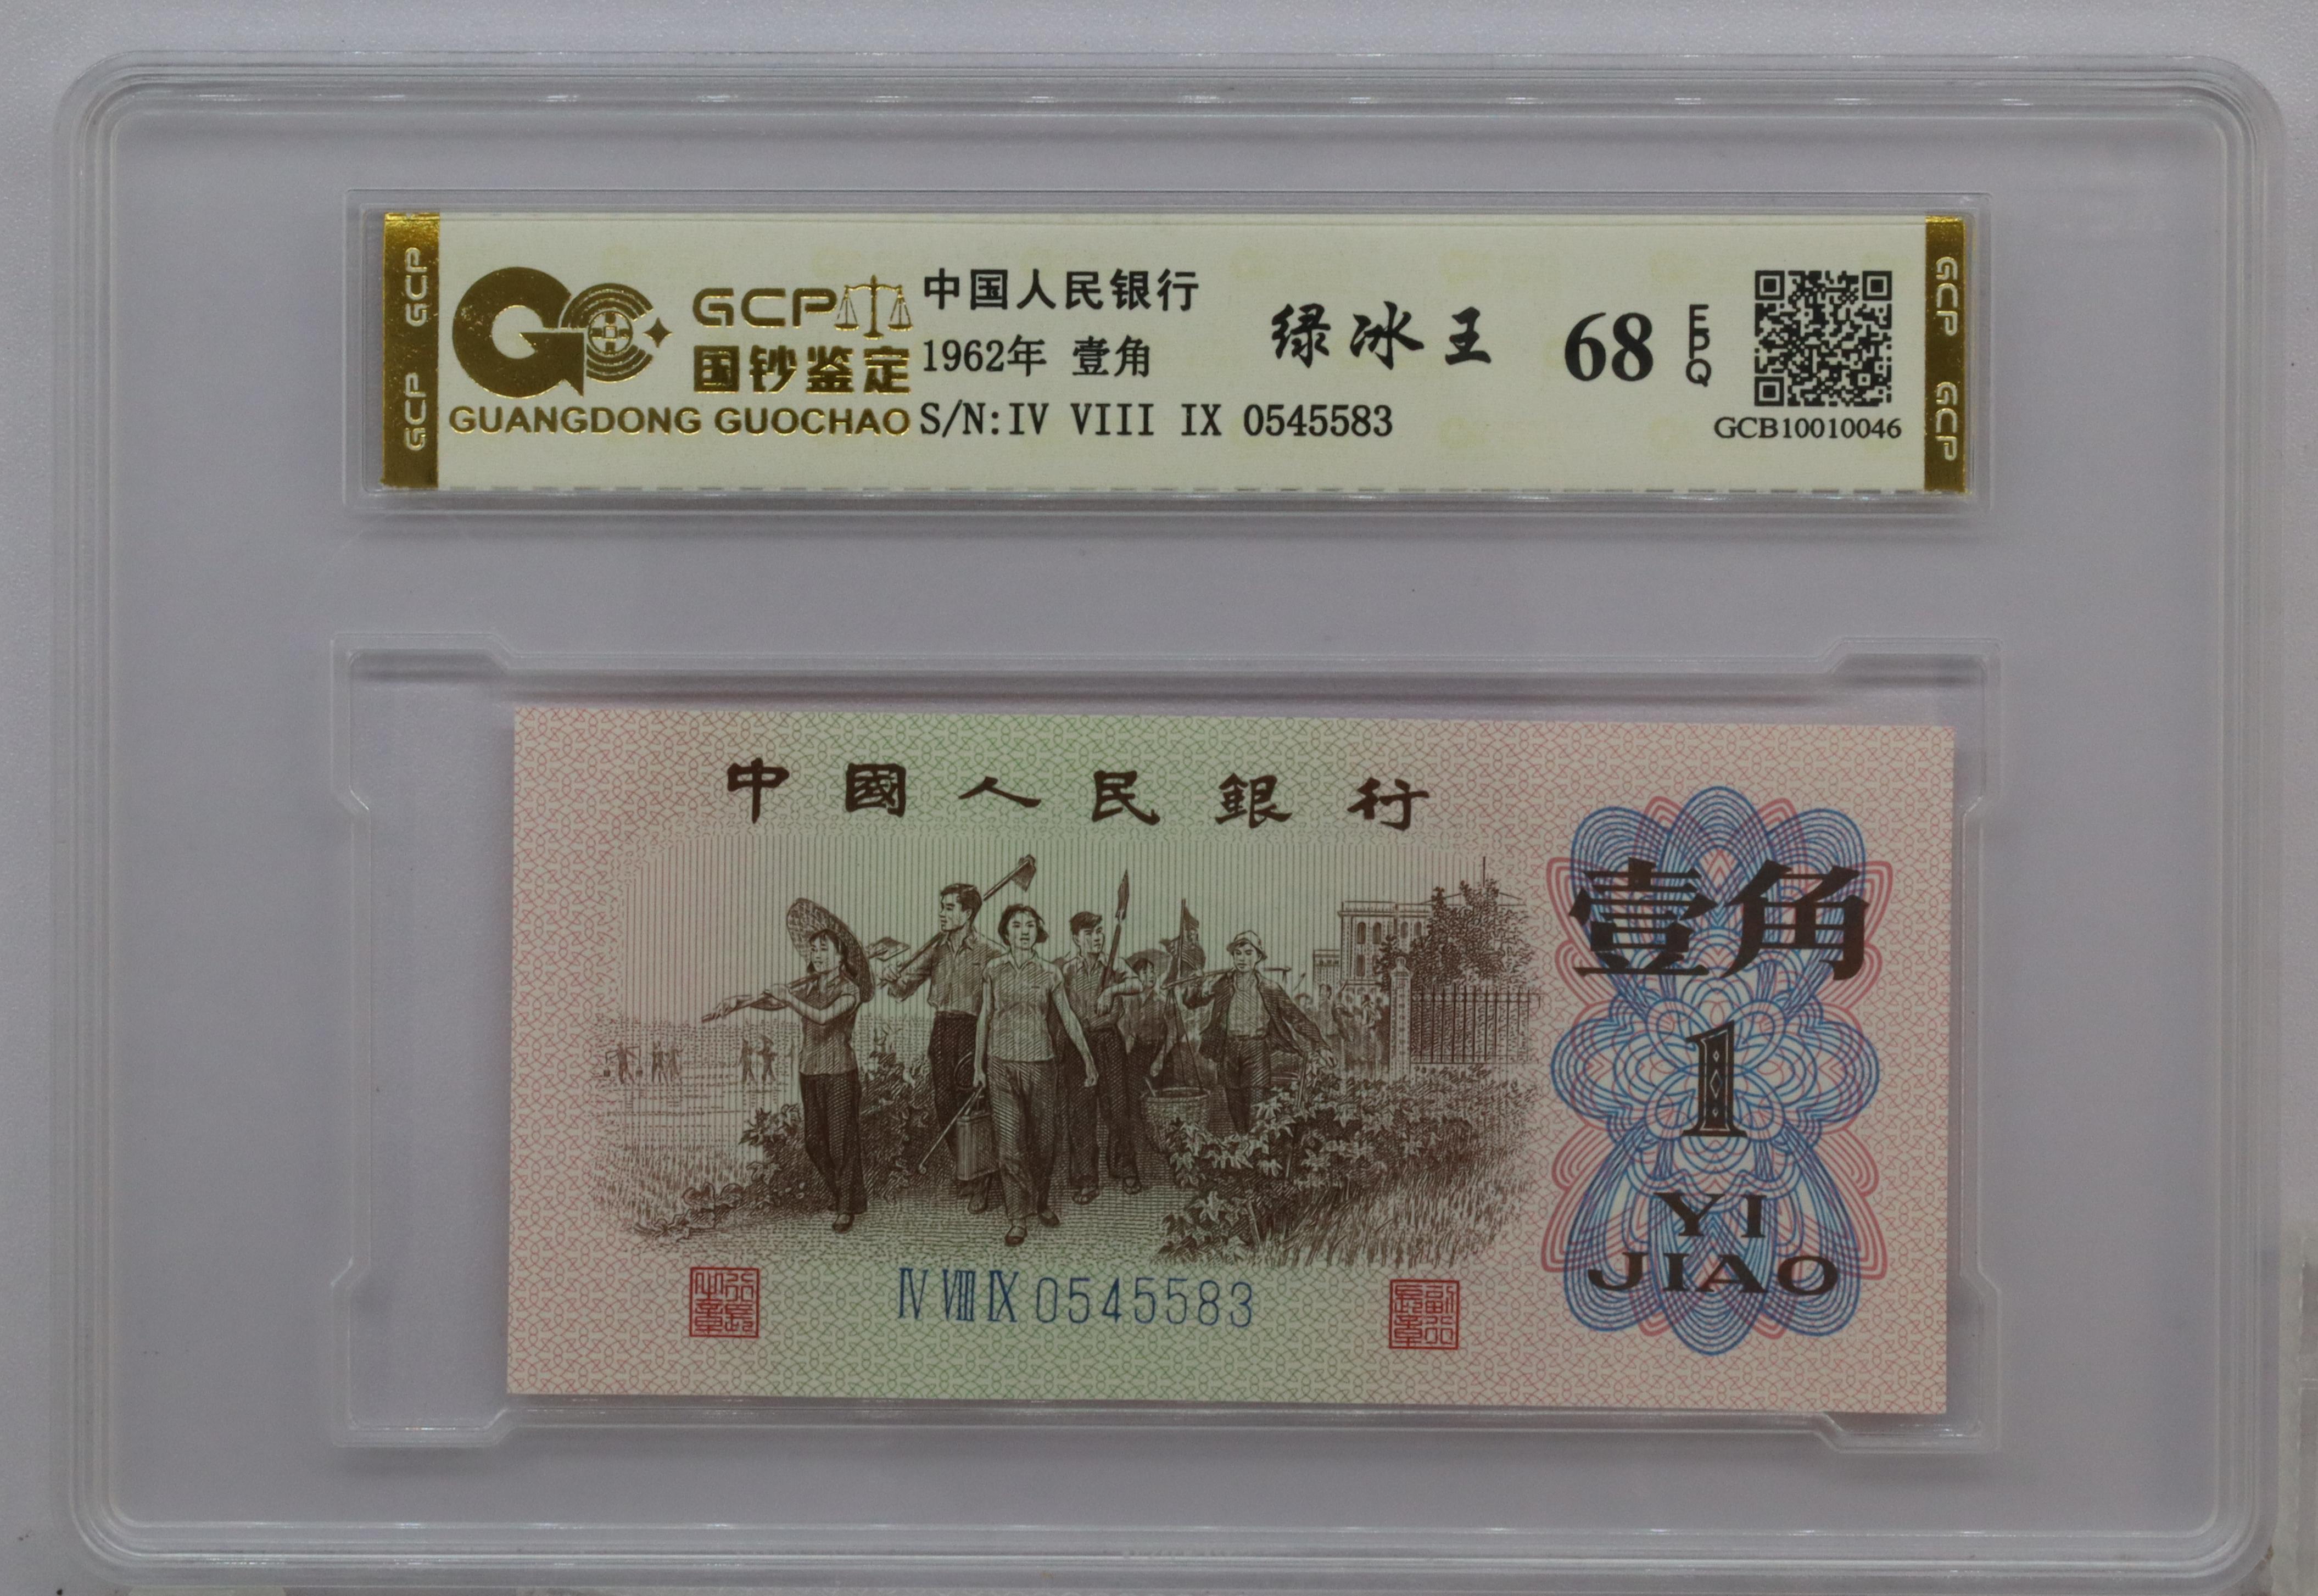 GCP GCP
GCP
国钞鉴定
GUANGDONG GUOCHAO
中国人民银行
1962年 壹角
S/N:IV VIII IX 0545583
绿冰王
68
EPQ
GCB10010046
GCP GCP
中國人民銀行
壹角
1
YI
JIAO
IV VIII IX 0545583